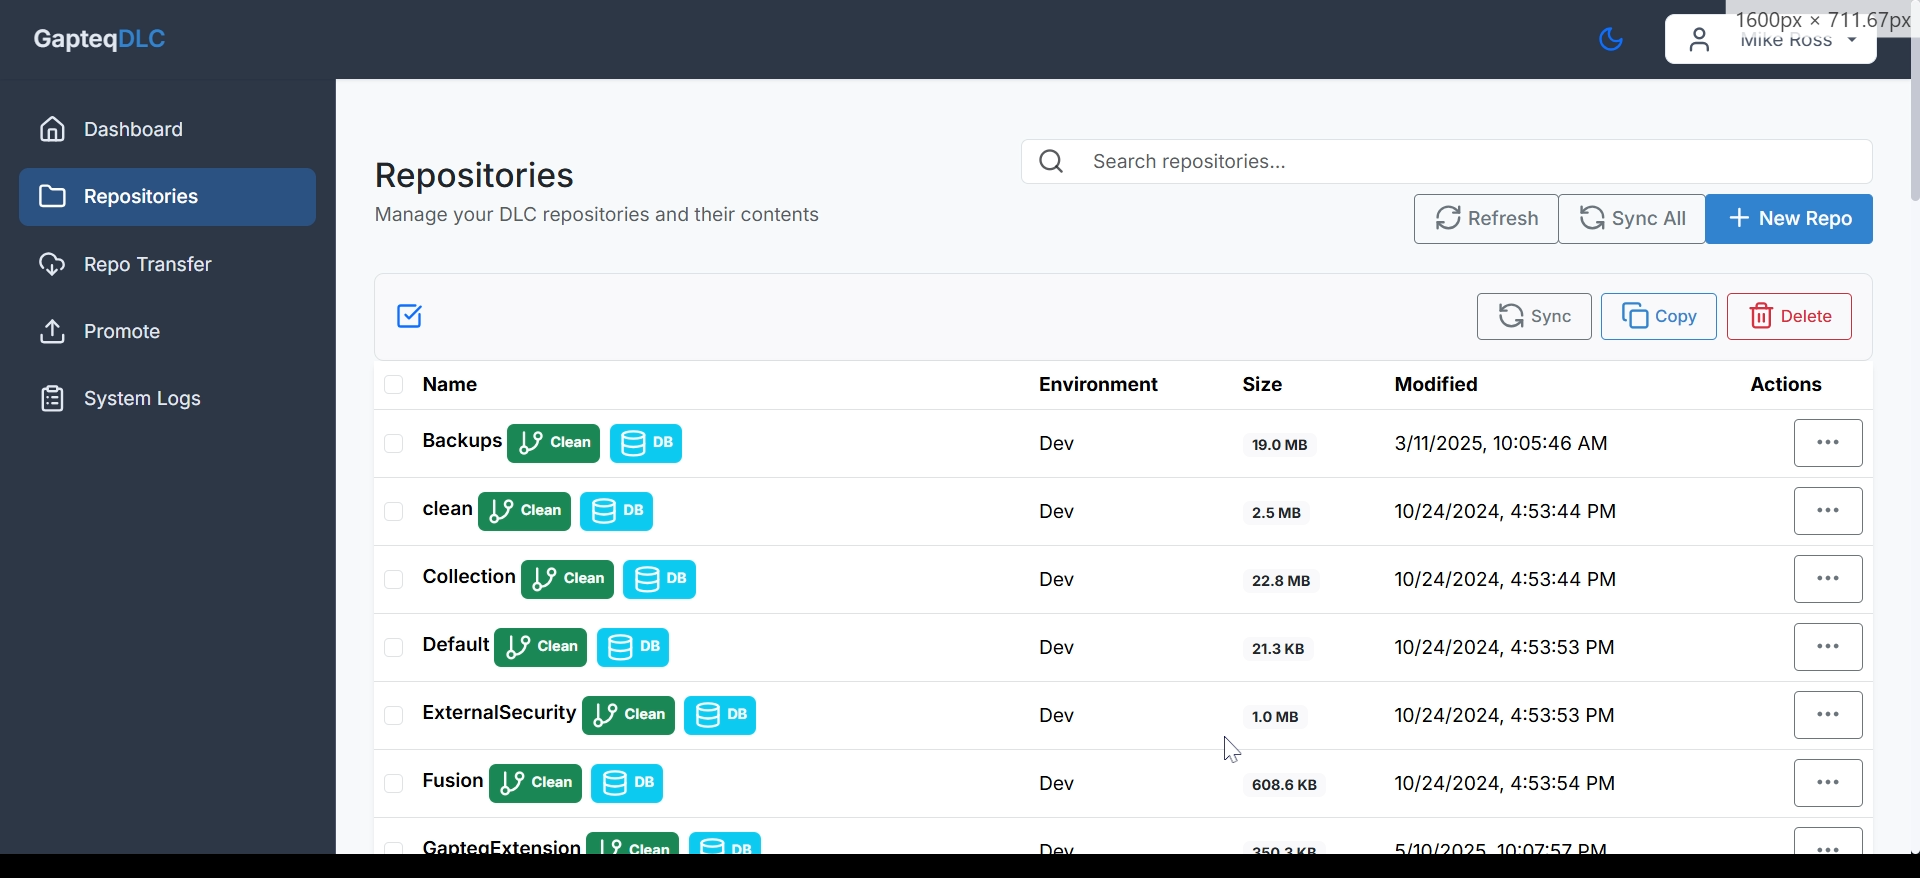 GapteqDLC
1600px × 711.67px
Mike Ross
Dashboard
Repositories
Repo Transfer
Promote
System Logs
Repositories
Manage your DLC repositories and their contents
Search repositories...
Refresh Sync All New Repo
Sync Copy Delete
Name Environment Size Modified Actions
Backups Clean DB Dev 19.0 MB 3/11/2025, 10:05:46 AM
clean Clean DB Dev 2.5 MB 10/24/2024, 4:53:44 PM
Collection Clean DB Dev 22.8 MB 10/24/2024, 4:53:44 PM
Default Clean DB Dev 21.3 KB 10/24/2024, 4:53:53 PM
ExternalSecurity Clean DB Dev 1.0 MB 10/24/2024, 4:53:53 PM
Fusion Clean DB Dev 608.6 KB 10/24/2024, 4:53:54 PM
GapteqExtension Clean DB Dev 350.3 KB 5/10/2025, 10:07:57 PM